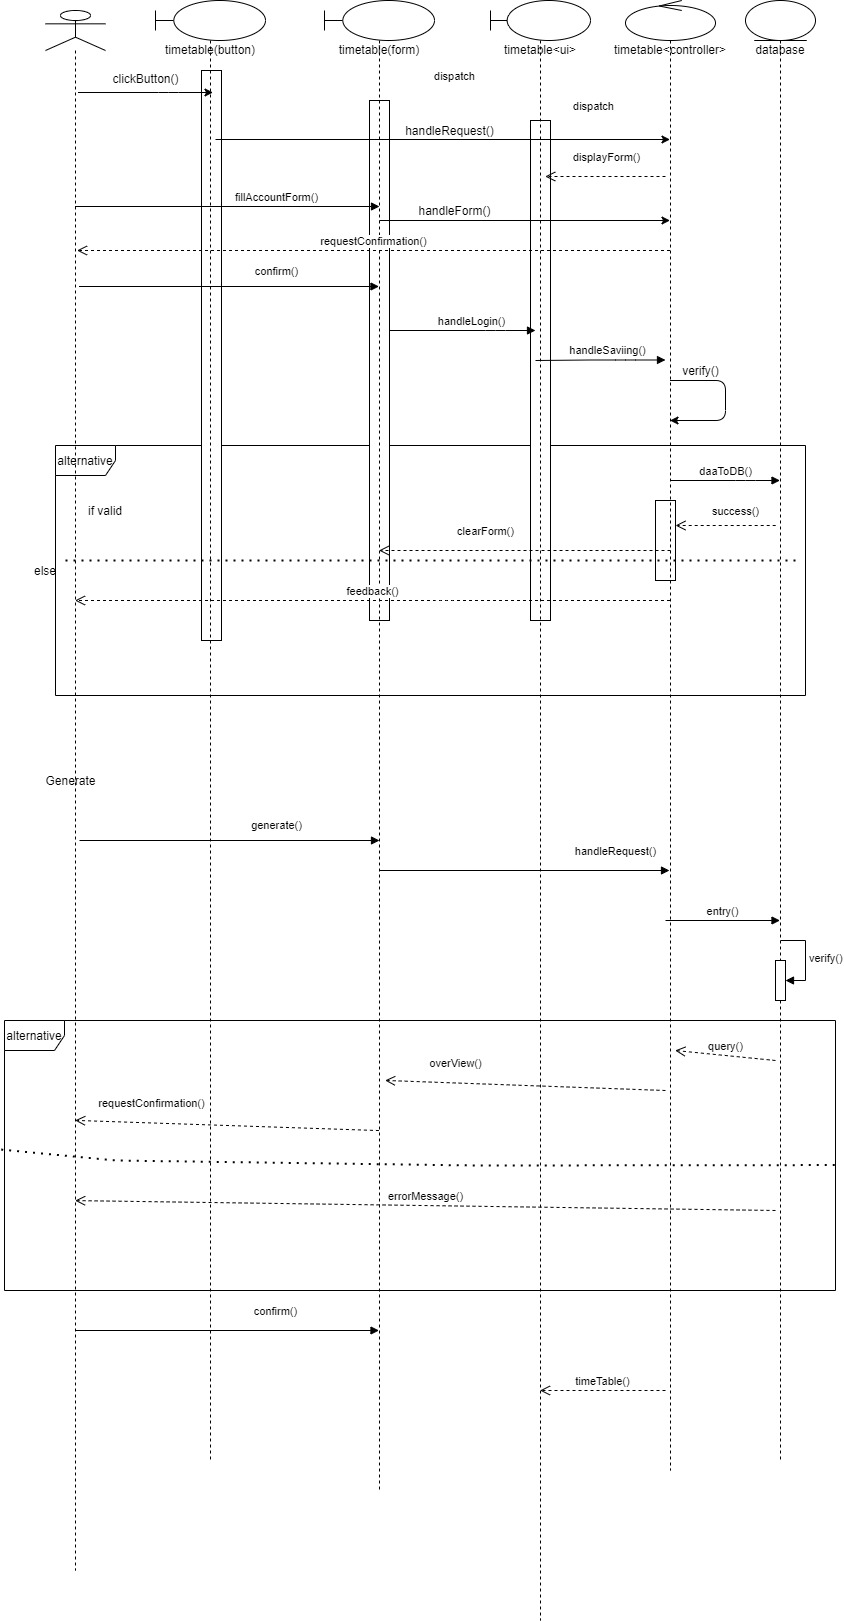 timetable(button)
timetable(form)
timetable<ui>
timetable<controller>
database
dispatch
clickButton()
dispatch
handleRequest()
displayForm()
fillAccountForm()
handleForm()
requestConfirmation()
confirm()
handleLogin()
handleSaviing()
verify()
alternative
daaToDB()
if valid
success()
clearForm()
else
feedback()
Generate
generate()
handleRequest()
entry()
verify()
alternative
query()
overView()
requestConfirmation()
errorMessage()
confirm()
timeTable()